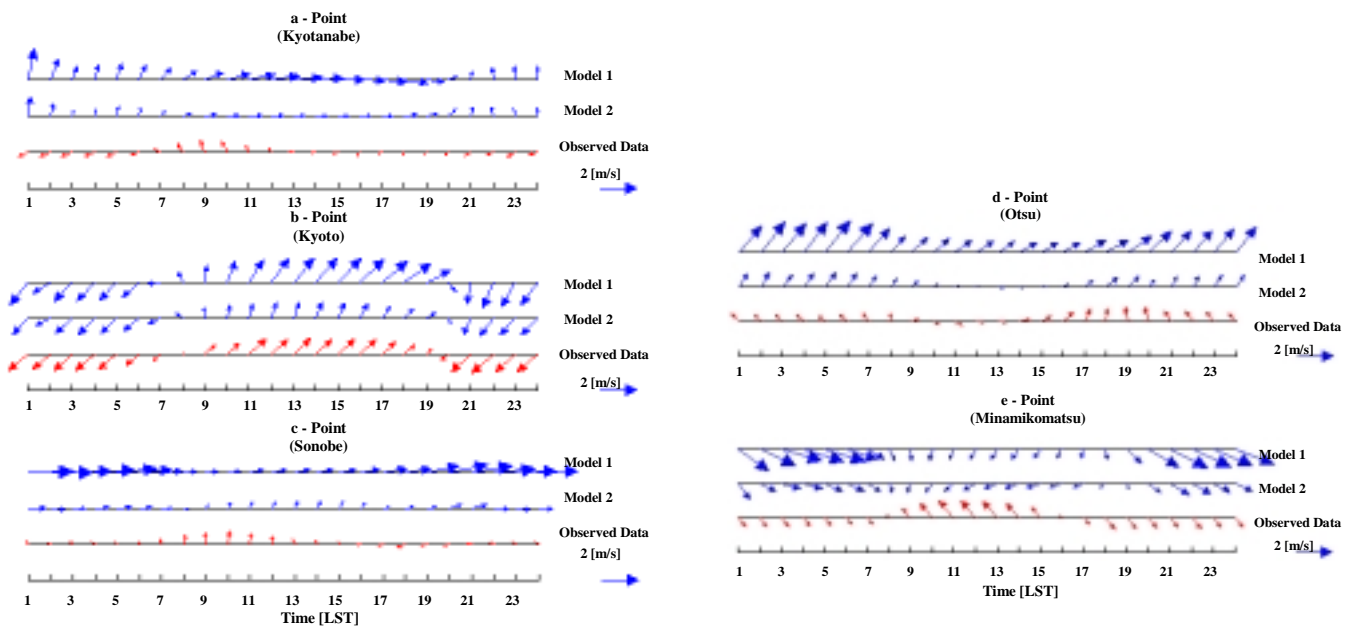 a - Point
(Kyotanabe)
Model 1
Model 2
Observed Data
2 [m/s]
1 3 5 7 9 11 13 15 17 19 21 23
b - Point
(Kyoto)
Model 1
Model 2
Observed Data
2 [m/s]
1 3 5 7 9 11 13 15 17 19 21 23
c - Point
(Sonobe)
Model 1
Model 2
Observed Data
2 [m/s]
1 3 5 7 9 11 13 15 17 19 21 23
Time [LST]
d - Point
(Otsu)
Model 1
Model 2
Observed Data
2 [m/s]
1 3 5 7 9 11 13 15 17 19 21 23
e - Point
(Minamikomatsu)
Model 1
Model 2
Observed Data
2 [m/s]
1 3 5 7 9 11 13 15 17 19 21 23
Time [LST]